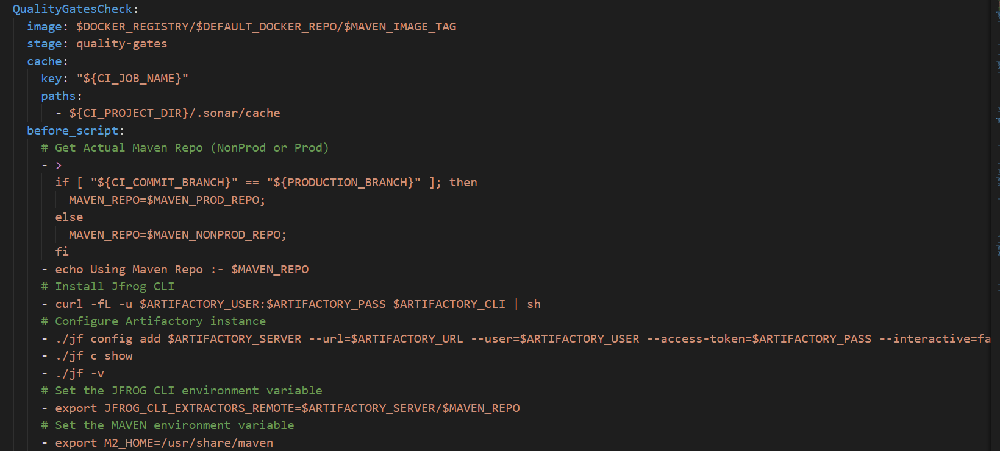 QualityGatesCheck:
  image: $DOCKER_REGISTRY/$DEFAULT_DOCKER_REPO/$MAVEN_IMAGE_TAG
  stage: quality-gates
  cache:
    key: "${CI_JOB_NAME}"
    paths:
      - ${CI_PROJECT_DIR}/.sonar/cache
  before_script:
    # Get Actual Maven Repo (NonProd or Prod)
    - >
      if [ "${CI_COMMIT_BRANCH}" == "${PRODUCTION_BRANCH}" ]; then
        MAVEN_REPO=$MAVEN_PROD_REPO;
      else
        MAVEN_REPO=$MAVEN_NONPROD_REPO;
      fi
    - echo Using Maven Repo :- $MAVEN_REPO
    # Install Jfrog CLI
    - curl -fL -u $ARTIFACTORY_USER:$ARTIFACTORY_PASS $ARTIFACTORY_CLI | sh
    # Configure Artifactory instance
    - ./jf config add $ARTIFACTORY_SERVER --url=$ARTIFACTORY_URL --user=$ARTIFACTORY_USER --access-token=$ARTIFACTORY_PASS --interactive=fa
    - ./jf c show
    - ./jf -v
    # Set the JFROG CLI environment variable
    - export JFROG_CLI_EXTRACTORS_REMOTE=$ARTIFACTORY_SERVER/$MAVEN_REPO
    # Set the MAVEN environment variable
    - export M2_HOME=/usr/share/maven